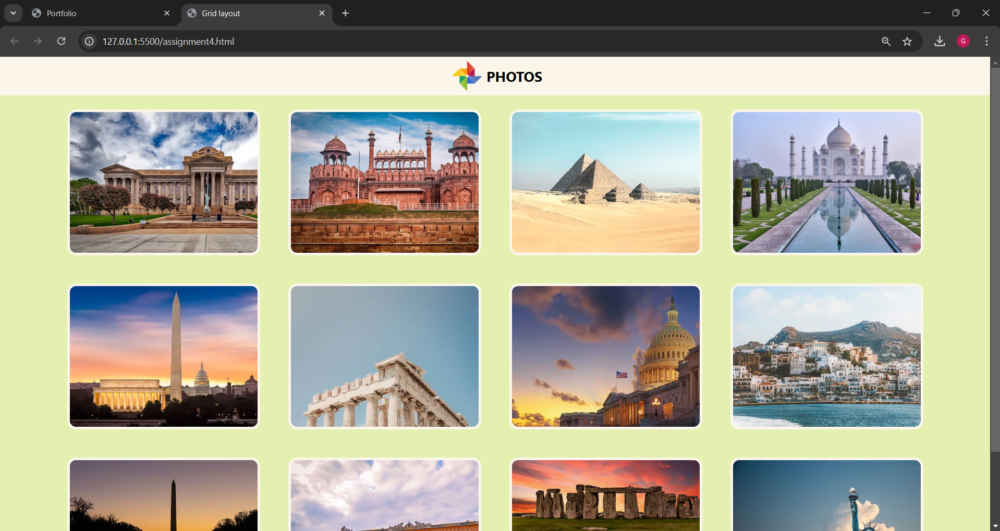 Portfolio
Grid layout
127.0.0.1:5500/assignment4.html
G
PHOTOS